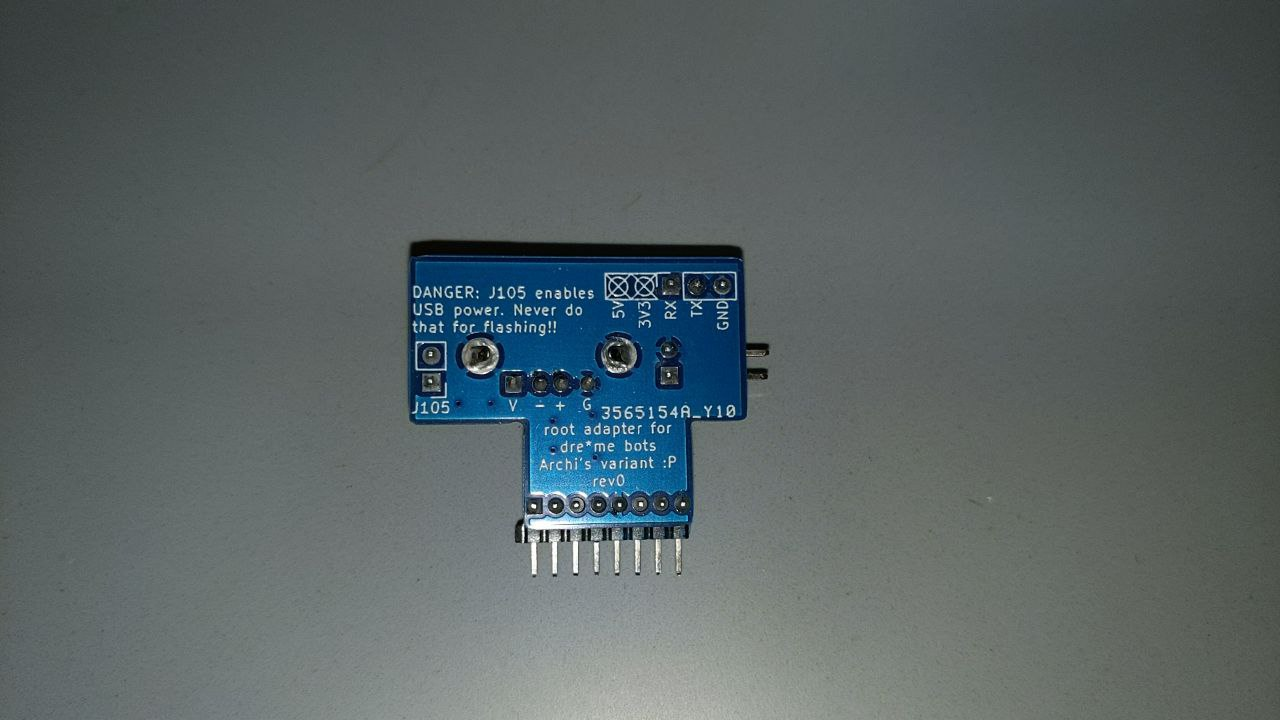 DANGER: J105 enables
USB power. Never do
that for flashing!!
5V
3V3
RX
TX
GND
J105
V - + G
3565154A_Y10
root adapter for
dre*me bots
Archi's variant :P
rev0